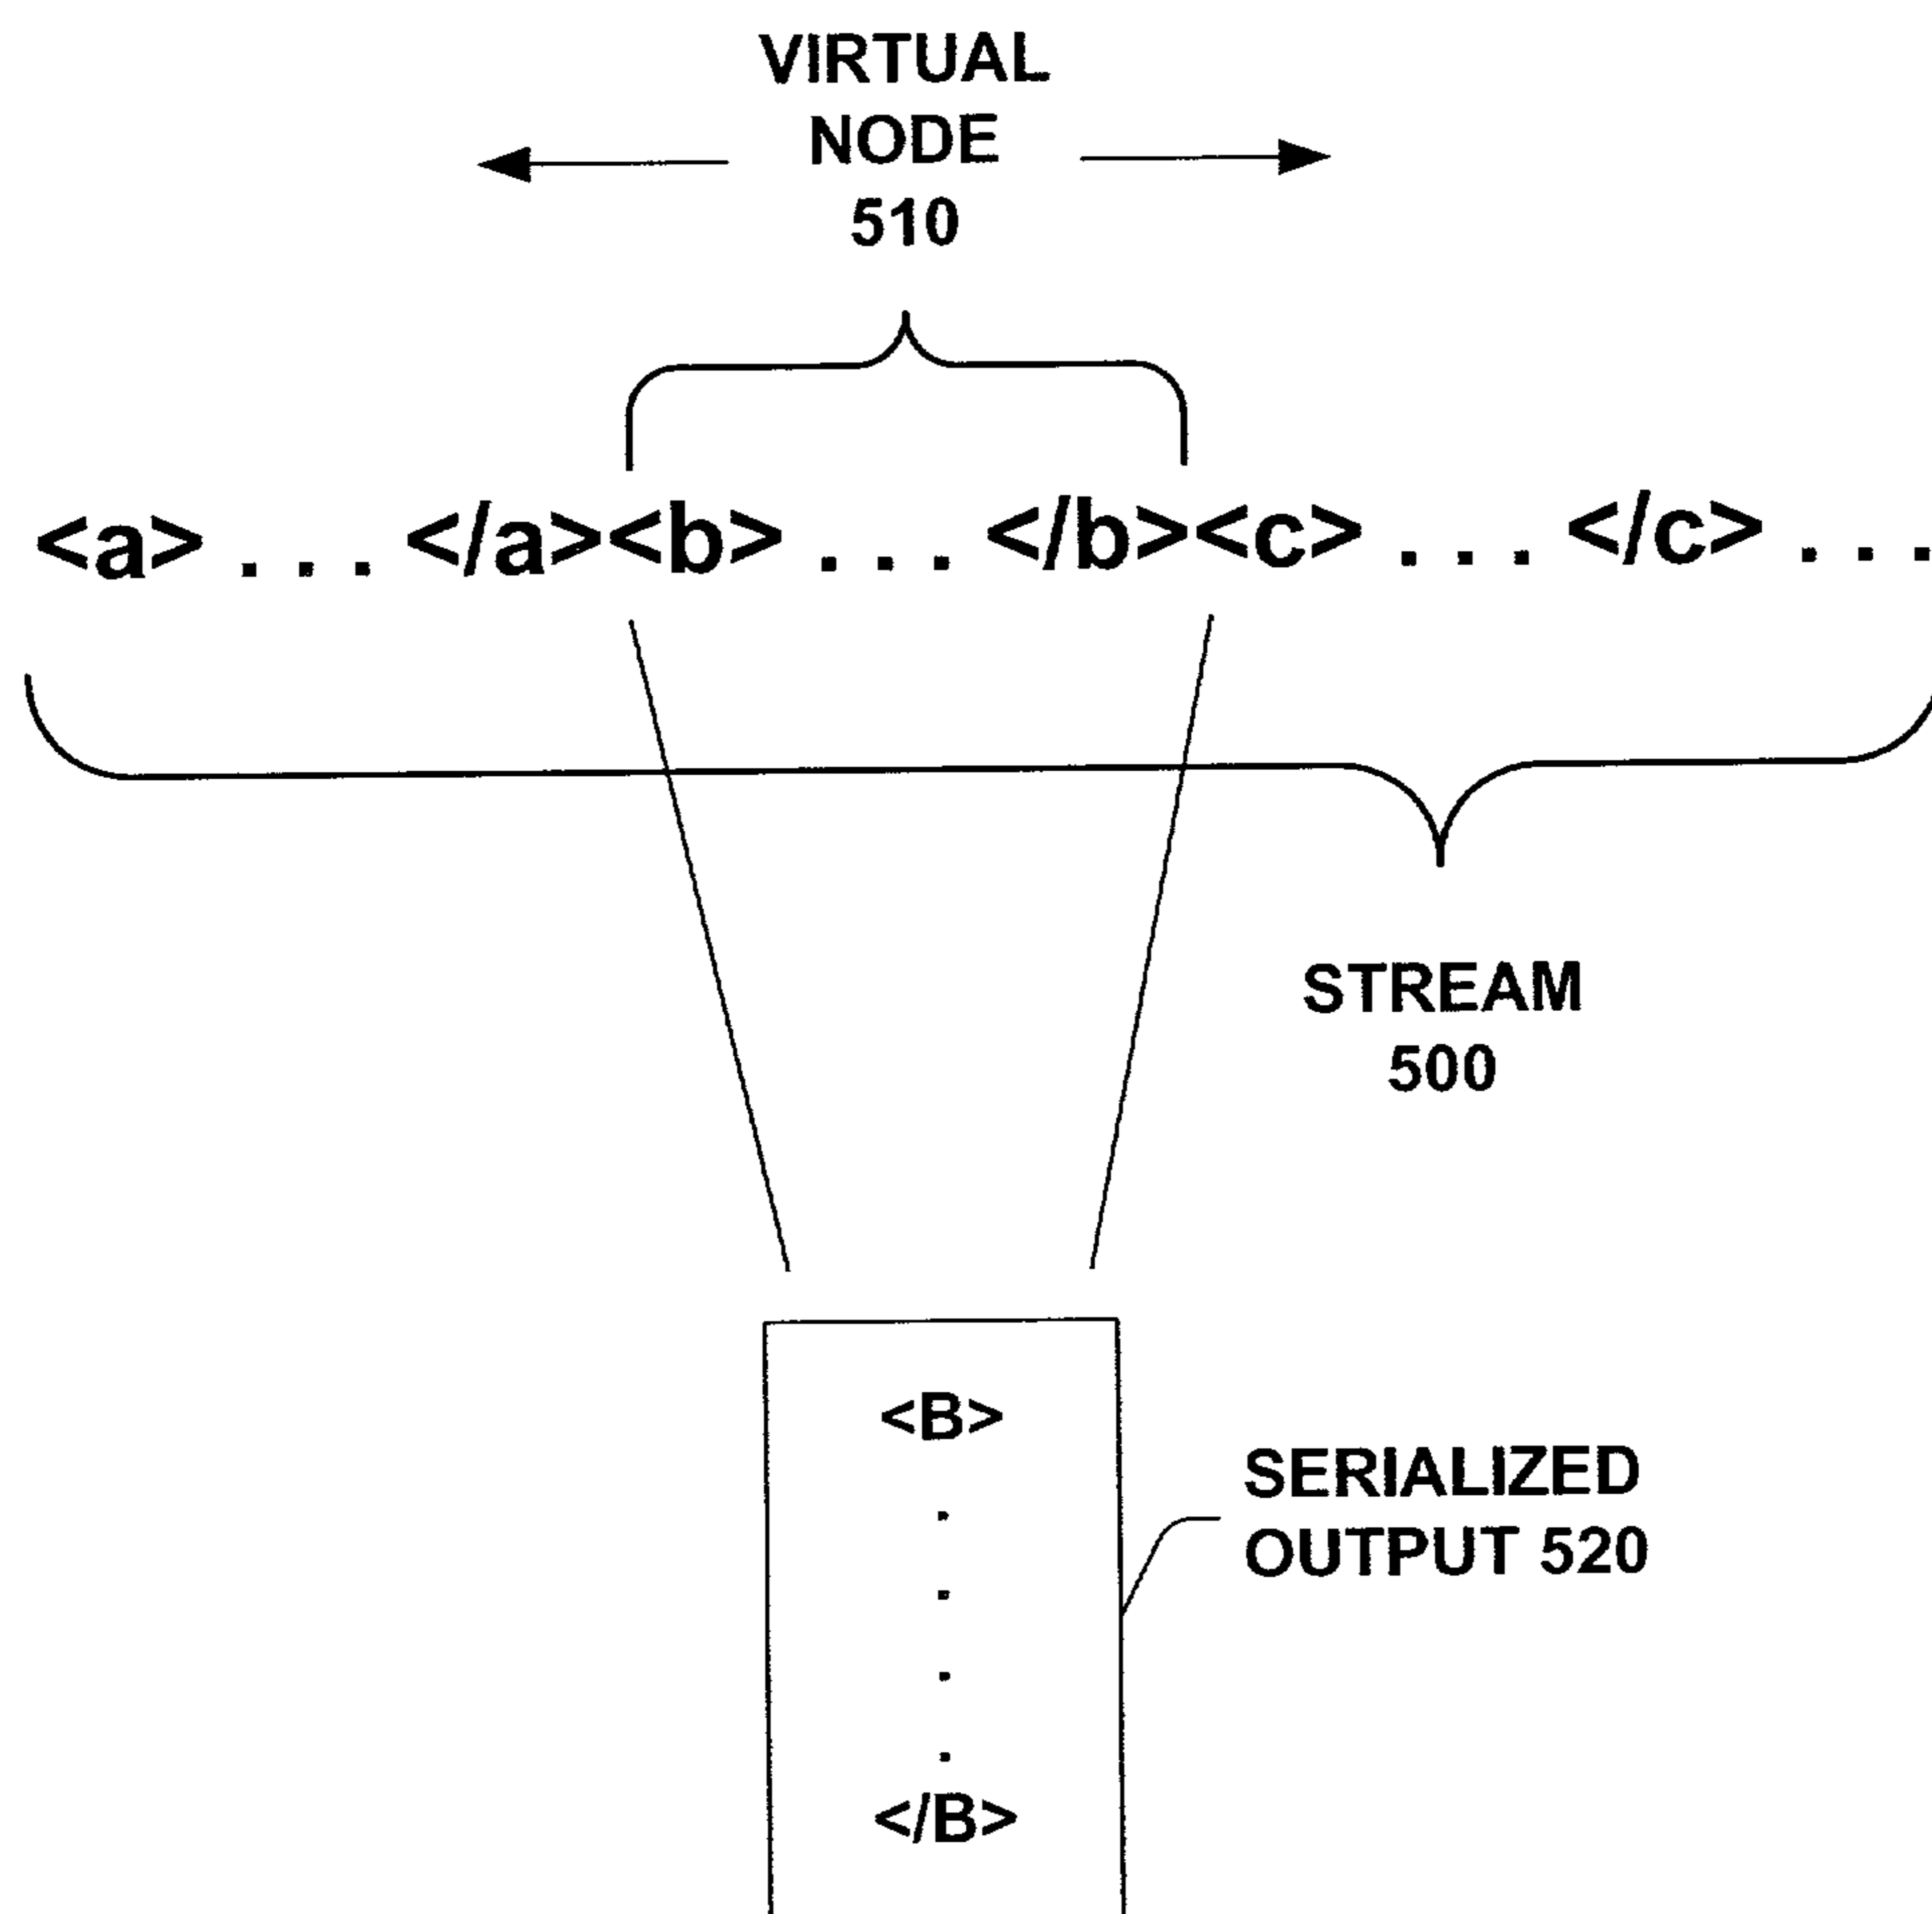 VIRTUAL
NODE
510
<a> . . . </a><b> . . . </b><c> . . . </c> . . .
STREAM
500
<B>
.
.
.
.
</B>
SERIALIZED
OUTPUT 520